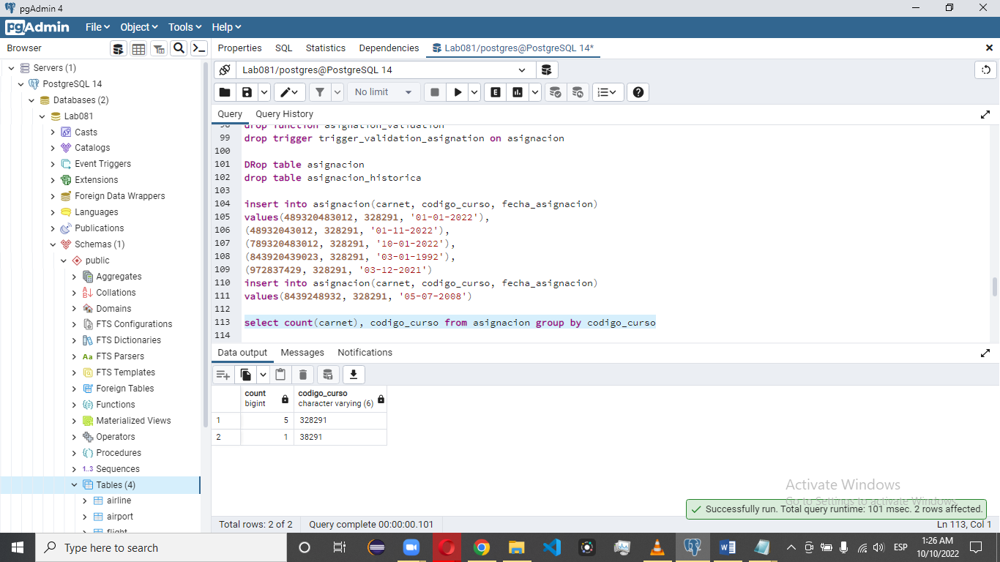 pgAdmin 4
pgAdmin
File Object Tools Help
Browser
Properties SQL Statistics Dependencies Lab081/postgres@PostgreSQL 14*
Servers (1)
PostgreSQL 14
Databases (2)
Lab081
Casts
Catalogs
Event Triggers
Extensions
Foreign Data Wrappers
Languages
Publications
Schemas (1)
public
Aggregates
Collations
Domains
FTS Configurations
FTS Dictionaries
Aa FTS Parsers
FTS Templates
Foreign Tables
Functions
Materialized Views
Operators
Procedures
1..3 Sequences
Tables (4)
airline
airport
flight
Lab081/postgres@PostgreSQL 14
No limit
Query Query History
98 drop function asignation_validation
99 drop trigger trigger_validation_asignation on asignacion
100
101 DRop table asignacion
102 drop table asignacion_historica
103
104 insert into asignacion(carnet, codigo_curso, fecha_asignacion)
105 values(489320483012, 328291, '01-01-2022'),
106 (48932043012, 328291, '01-11-2022'),
107 (789320483012, 328291, '10-01-2022'),
108 (843920439023, 328291, '03-01-1992'),
109 (972837429, 328291, '03-12-2021')
110 insert into asignacion(carnet, codigo_curso, fecha_asignacion)
111 values(8439248932, 328291, '05-07-2008')
112
113 select count(carnet), codigo_curso from asignacion group by codigo_curso
114
Data output Messages Notifications
count codigo_curso
bigint character varying (6)
1 5 328291
2 1 38291
Activate Windows
Go to Settings to activate Windows.
Successfully run. Total query runtime: 101 msec. 2 rows affected.
Total rows: 2 of 2 Query complete 00:00:00.101 Ln 113, Col 1
Type here to search
ESP
1:26 AM
10/10/2022